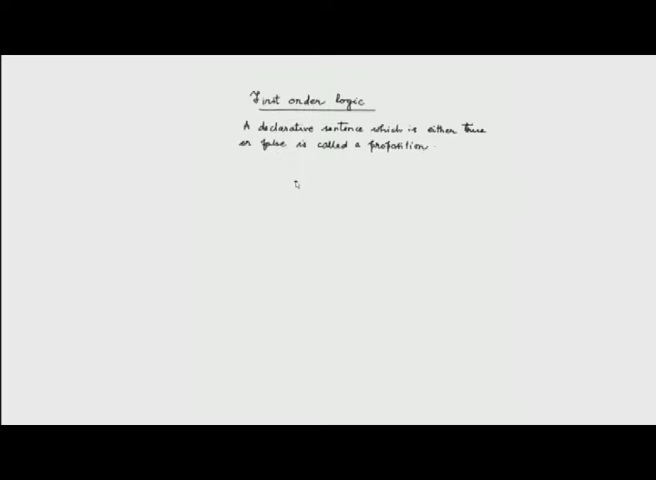 First order logic
A declarative sentence which is either true
or false is called a proposition.